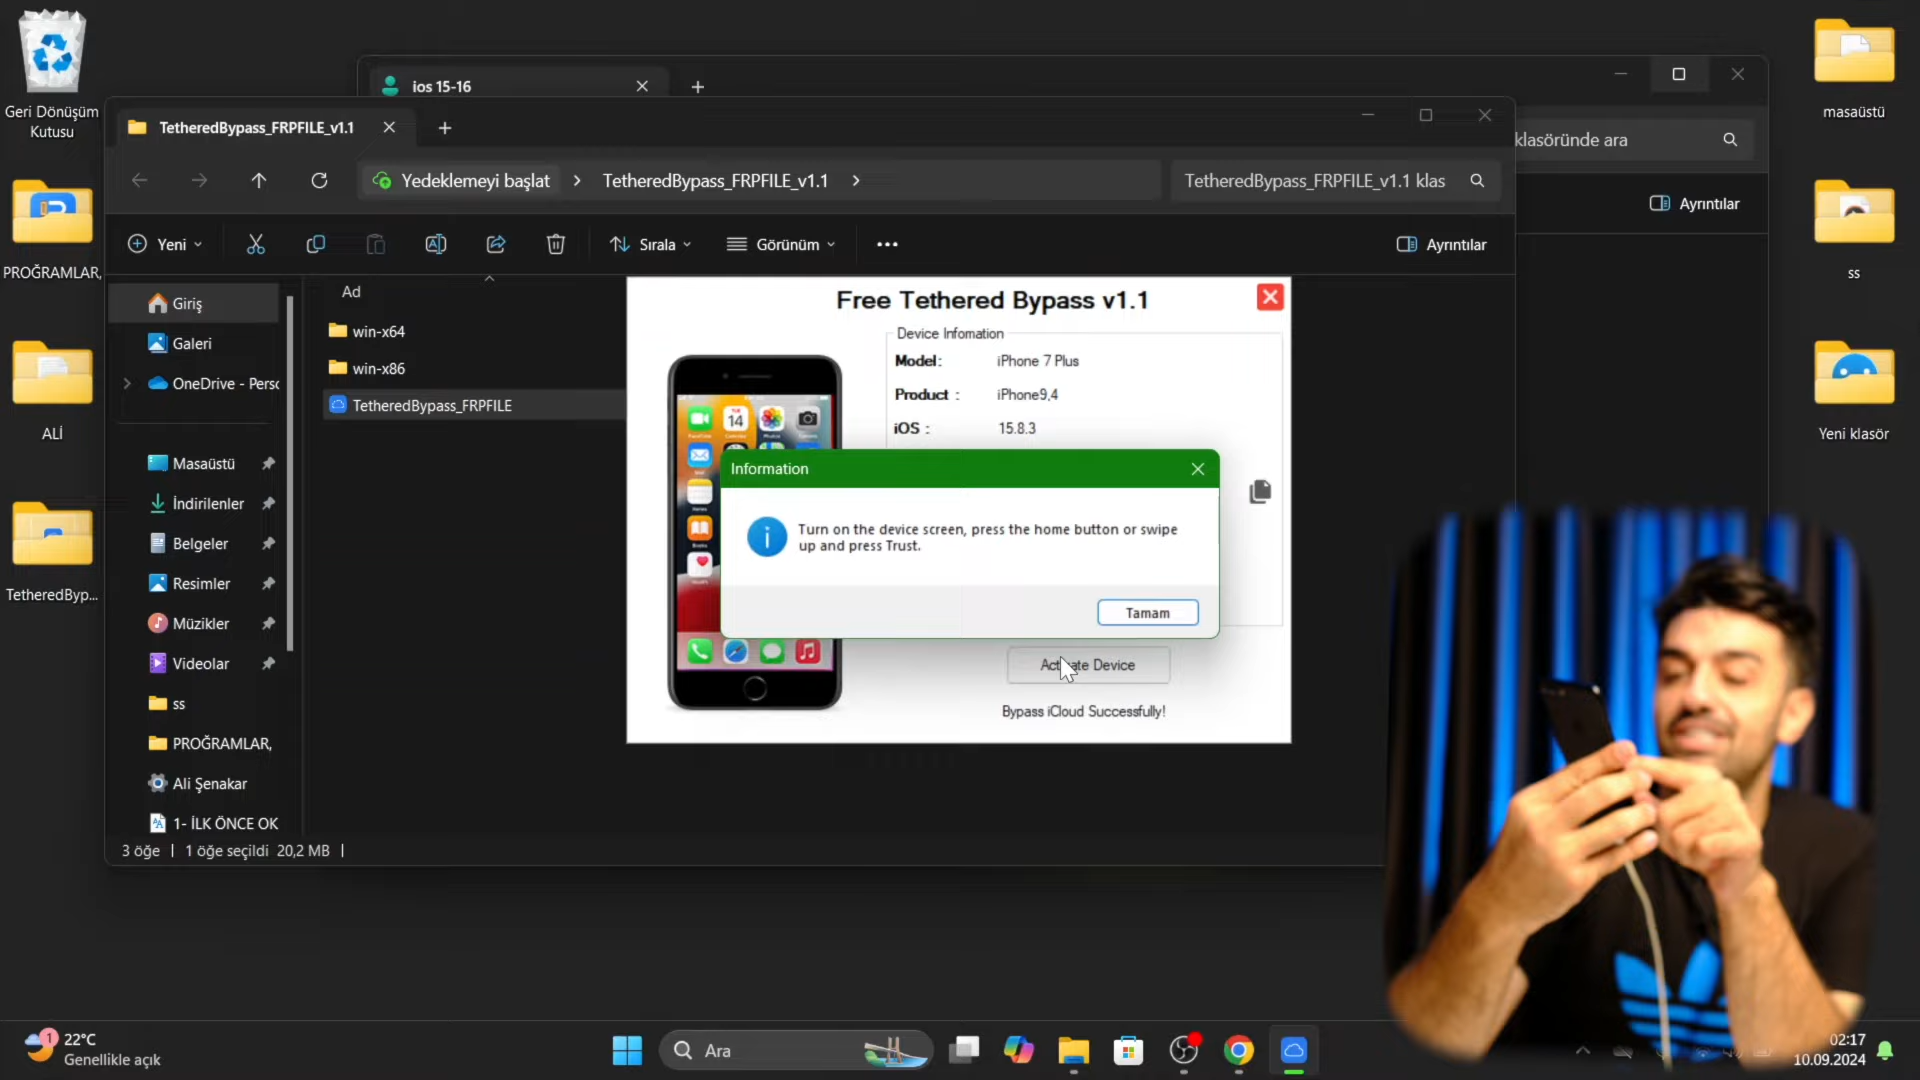 Geri Dönüşüm
Kutusu
PROĞRAMLAR,
ALİ
TetheredByp...
masaüstü
ss
Yeni klasör
ios 15-16
klasöründe ara
Ayrıntılar
TetheredBypass_FRPFILE_v1.1
Yedeklemeyi başlat
TetheredBypass_FRPFILE_v1.1
TetheredBypass_FRPFILE_v1.1 klas
Yeni
Sırala
Görünüm
Ayrıntılar
Giriş
Galeri
OneDrive - Persc
Masaüstü
İndirilenler
Belgeler
Resimler
Müzikler
Videolar
ss
PROĞRAMLAR,
Ali Şenakar
1- İLK ÖNCE OK
Ad
win-x64
win-x86
TetheredBypass_FRPFILE
3 öğe
1 öğe seçildi 20,2 MB
Free Tethered Bypass v1.1
Device Infomation
Model: iPhone 7 Plus
Product : iPhone9,4
iOS : 15.8.3
14
Information
Turn on the device screen, press the home button or swipe
up and press Trust.
Tamam
Activate Device
Bypass iCloud Successfully!
1
22°C
Genellikle açık
Ara
02:17
10.09.2024